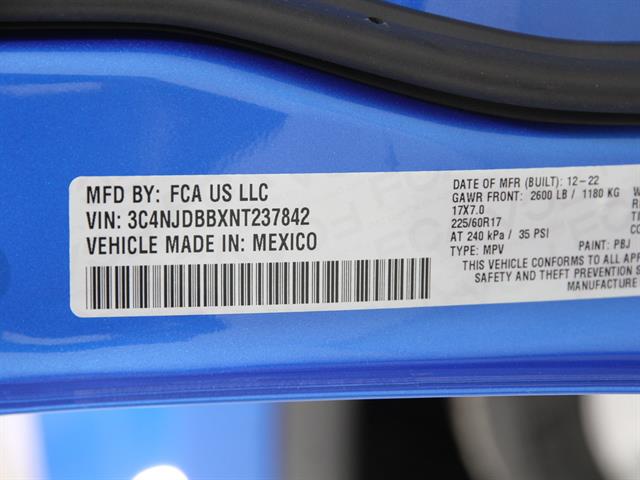 MFD BY: FCA US LLC
VIN: 3C4NJDBBXNT237842
VEHICLE MADE IN: MEXICO
DATE OF MFR (BUILT): 12-22
GAWR FRONT: 2600 LB / 1180 KG
17X7.0
225/60R17
AT 240 kPa / 35 PSI
TYPE: MPV PAINT: PBJ
THIS VEHICLE CONFORMS TO ALL APP
SAFETY AND THEFT PREVENTION S
MANUFACTURE